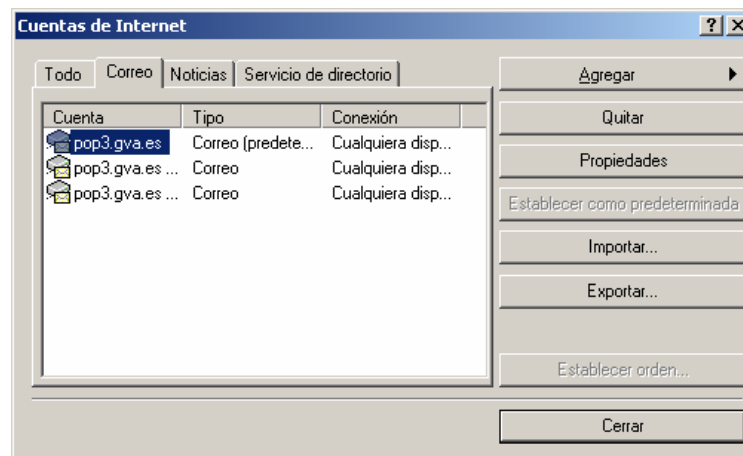 Cuentas de Internet
Todo Correo Noticias Servicio de directorio
Cuenta Tipo Conexión
pop3.gva.es Correo (predete... Cualquiera disp...
pop3.gva.es ... Correo Cualquiera disp...
pop3.gva.es ... Correo Cualquiera disp...
Agregar
Quitar
Propiedades
Establecer como predeterminada
Importar...
Exportar...
Establecer orden...
Cerrar